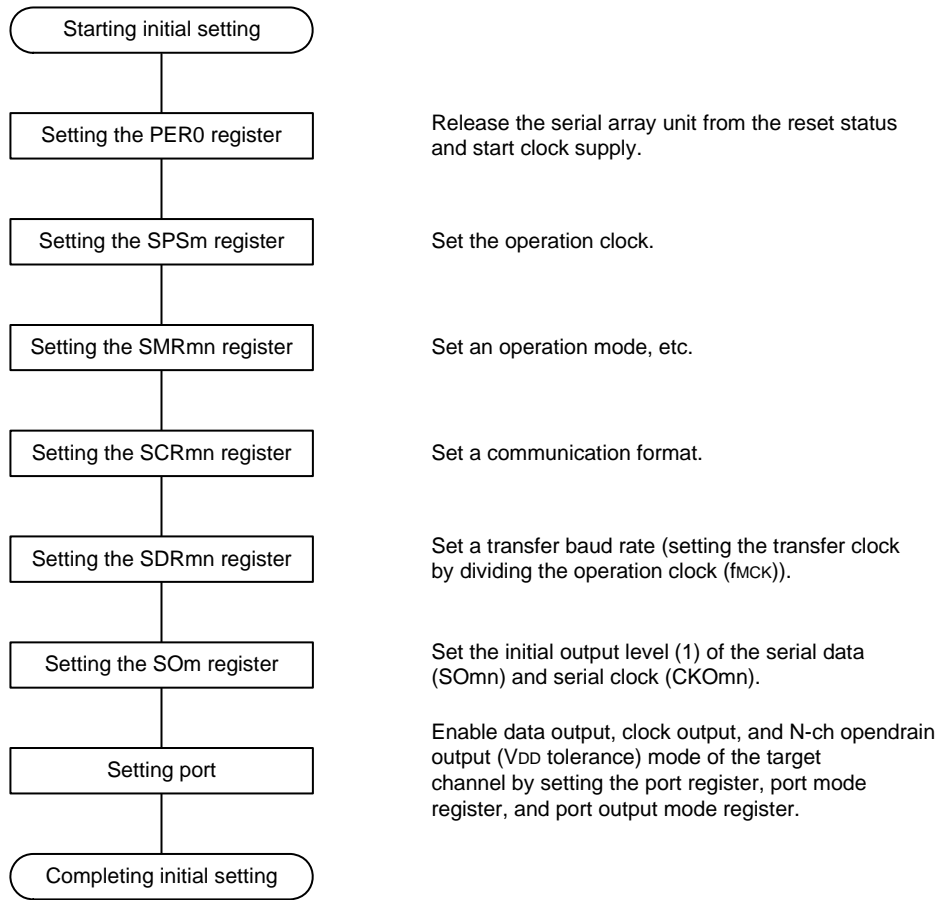 Starting initial setting
Setting the PER0 register
Release the serial array unit from the reset status
and start clock supply.
Setting the SPSm register
Set the operation clock.
Setting the SMRmn register
Set an operation mode, etc.
Setting the SCRmn register
Set a communication format.
Setting the SDRmn register
Set a transfer baud rate (setting the transfer clock
by dividing the operation clock (fMCK)).
Setting the SOm register
Set the initial output level (1) of the serial data
(SOmn) and serial clock (CKOmn).
Setting port
Enable data output, clock output, and N-ch opendrain
output (VDD tolerance) mode of the target
channel by setting the port register, port mode
register, and port output mode register.
Completing initial setting